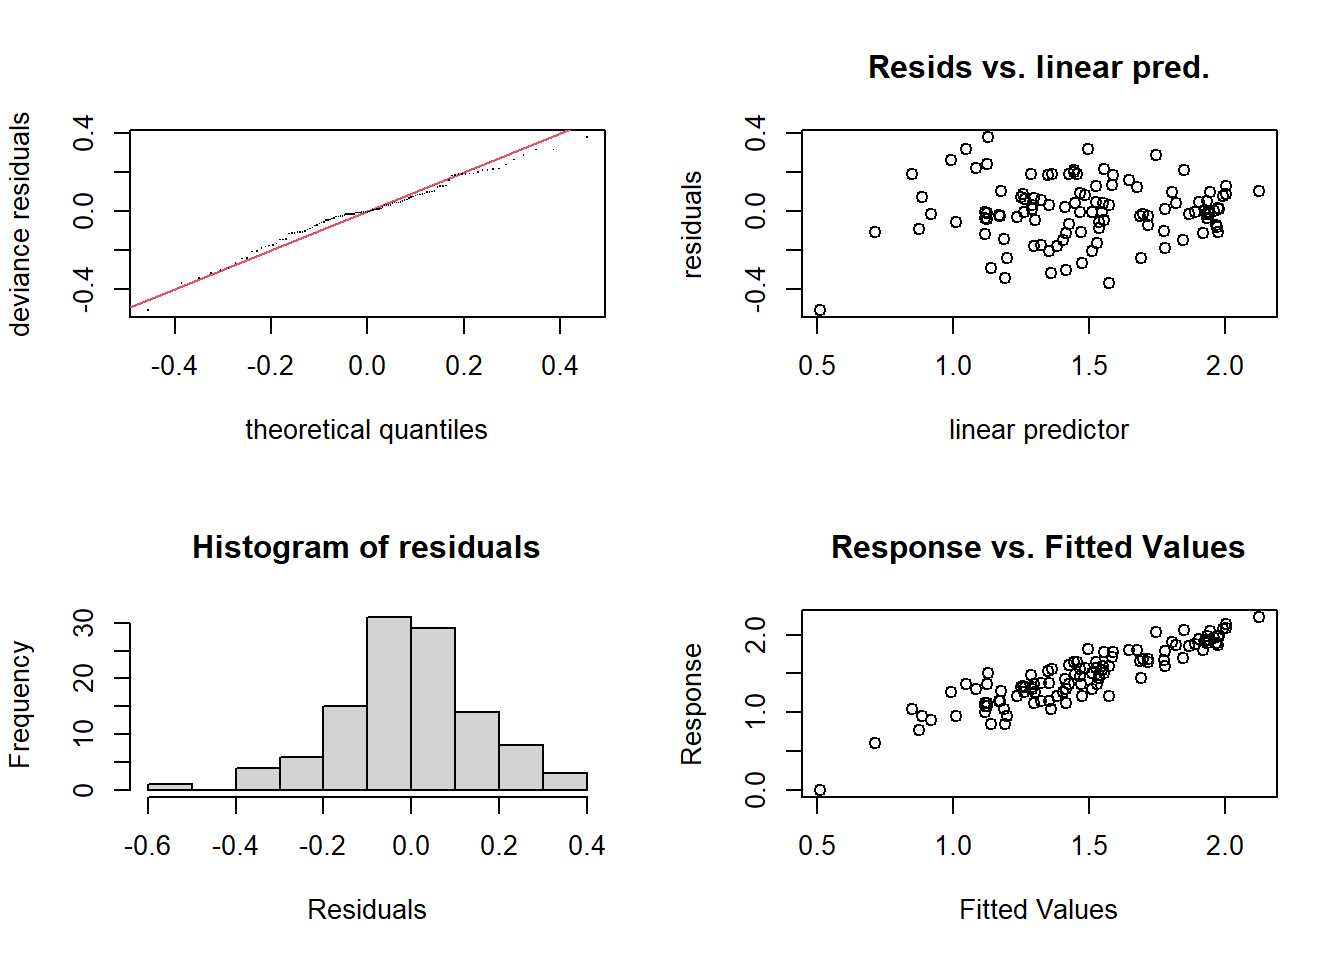 deviance residuals
0.4
0.0
-0.4
-0.4
-0.2
0.0
0.2
0.4
theoretical quantiles
Resids vs. linear pred.
residuals
0.4
0.0
-0.4
0.5
1.0
1.5
2.0
linear predictor
Histogram of residuals
Frequency
30
20
10
0
-0.6
-0.4
-0.2
0.0
0.2
0.4
Residuals
Response vs. Fitted Values
Response
2.0
1.0
0.0
0.5
1.0
1.5
2.0
Fitted Values